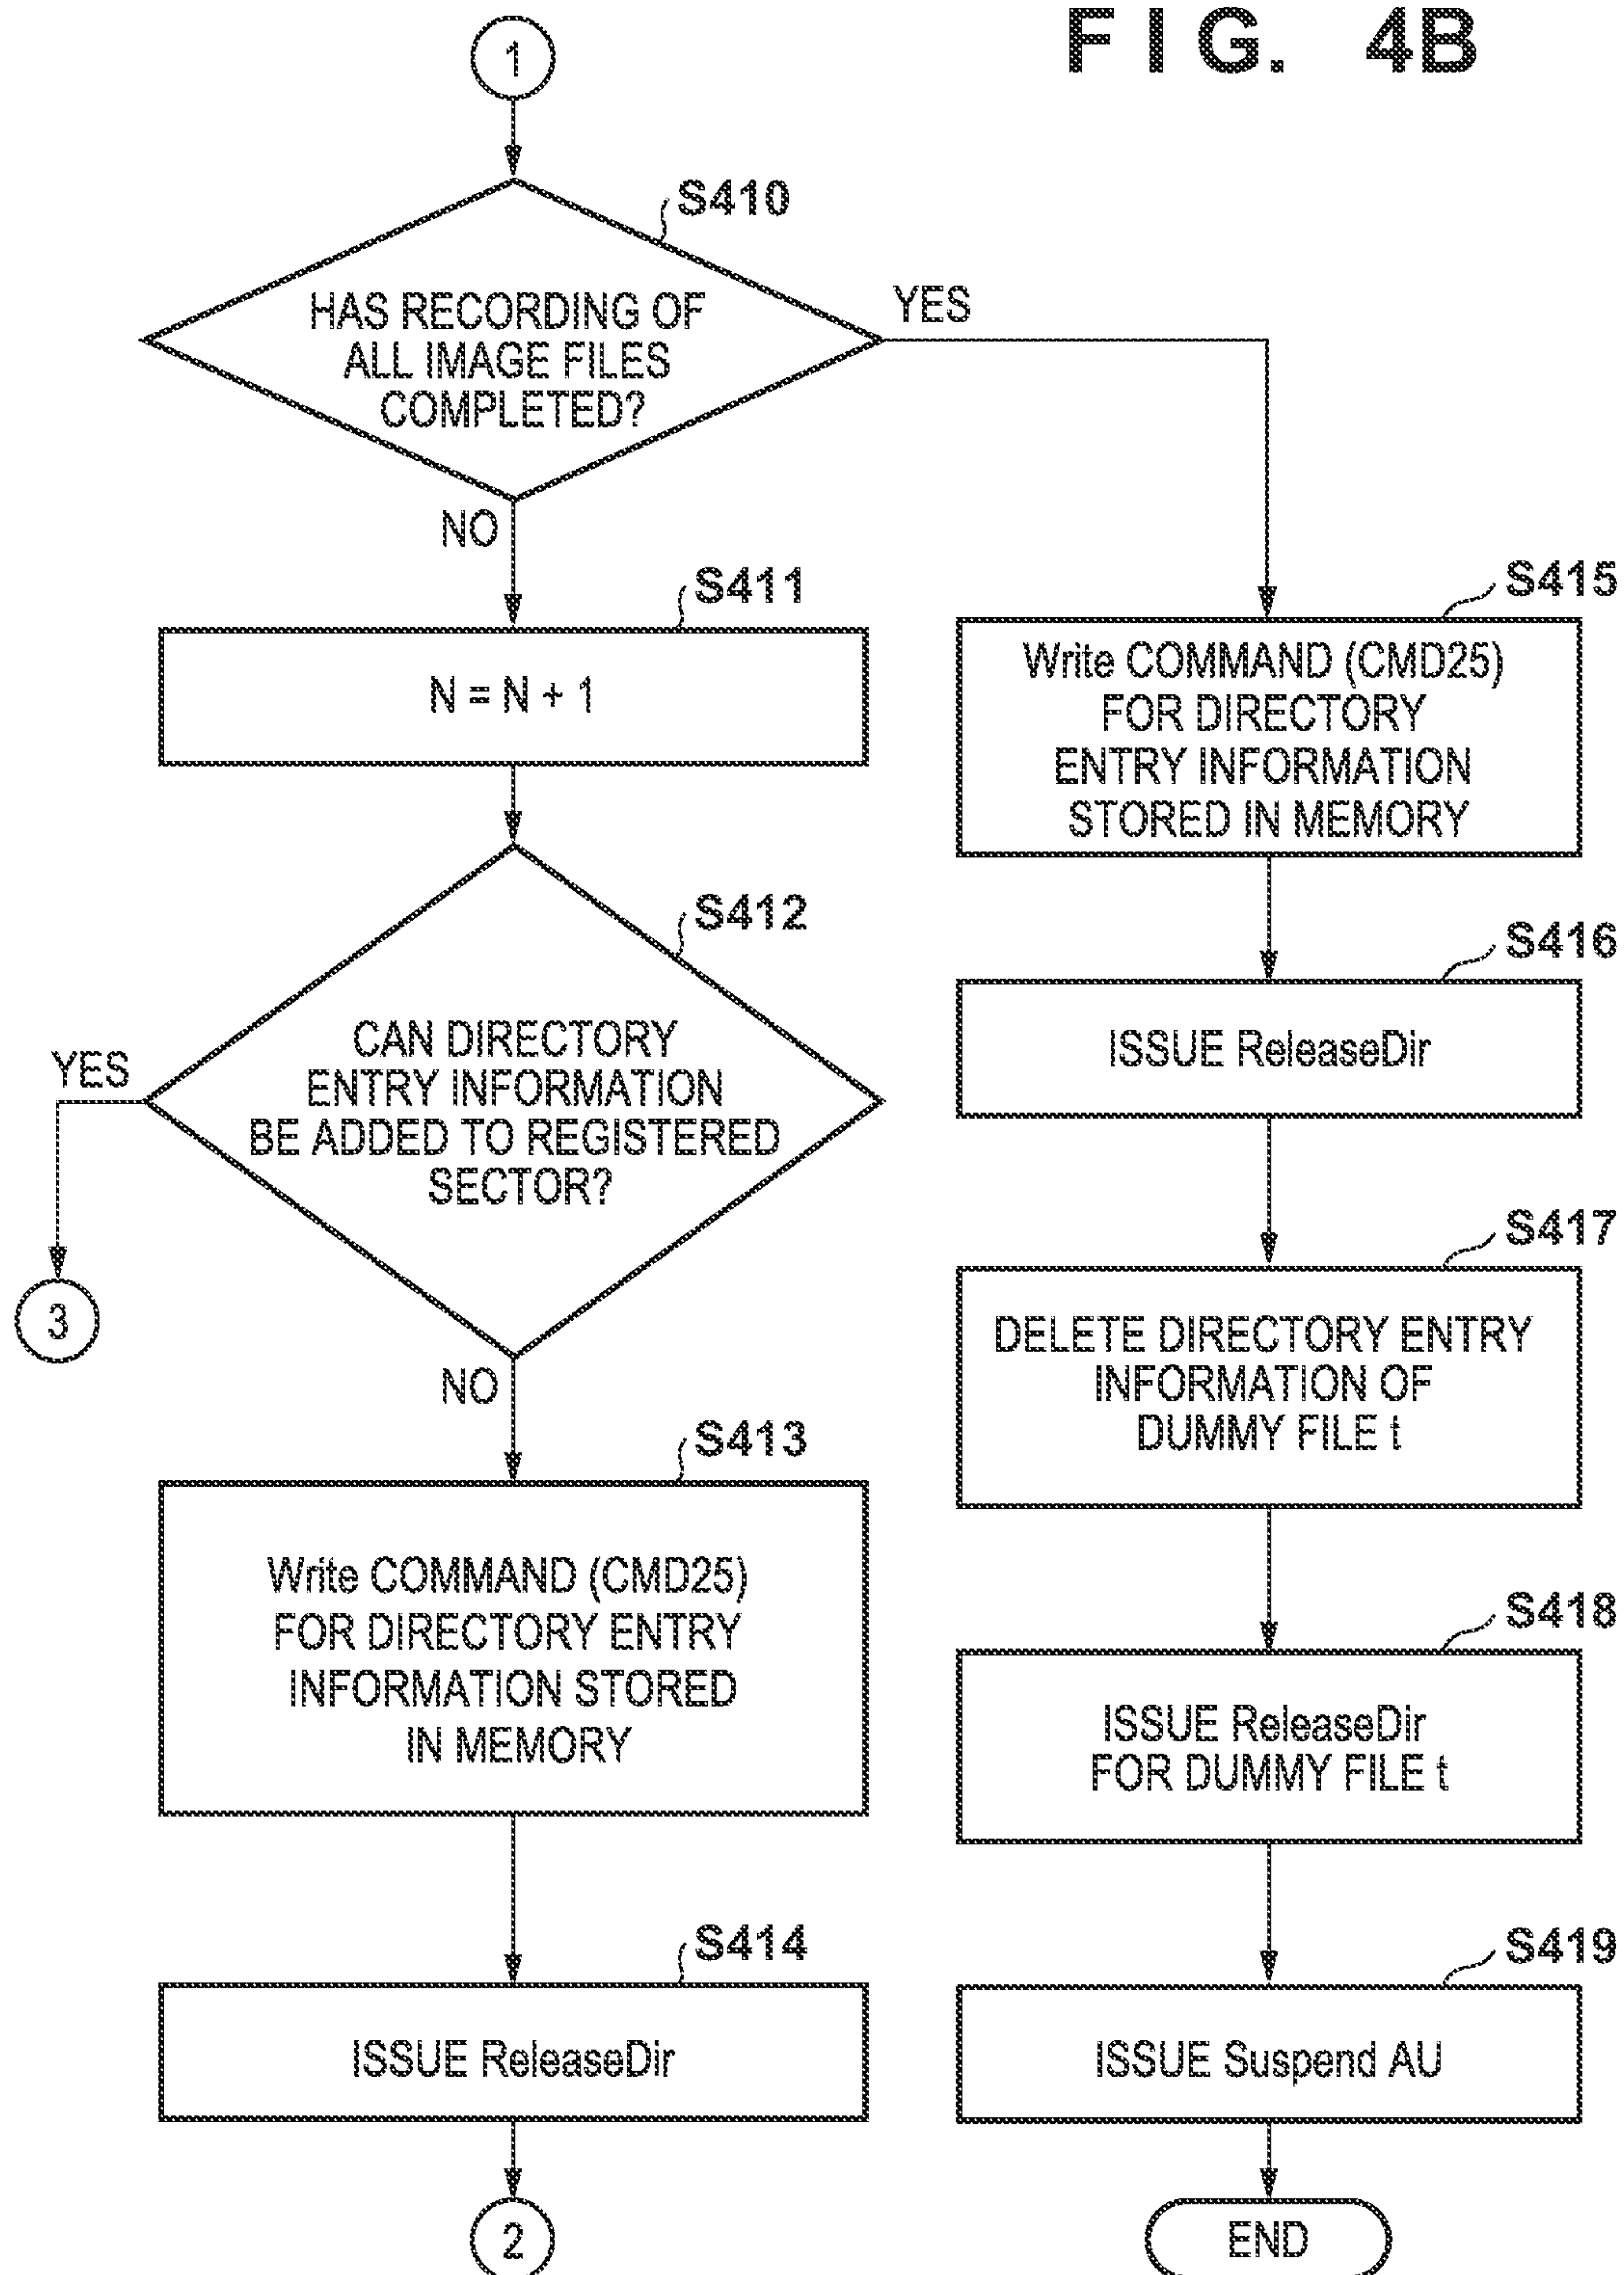 FIG. 4B
1
S410
HAS RECORDING OF
ALL IMAGE FILES
COMPLETED?
YES
NO
S411
N = N + 1
S412
CAN DIRECTORY
ENTRY INFORMATION
BE ADDED TO REGISTERED
SECTOR?
YES
3
NO
S413
Write COMMAND (CMD25)
FOR DIRECTORY ENTRY
INFORMATION STORED
IN MEMORY
S414
ISSUE ReleaseDir
2
S415
Write COMMAND (CMD25)
FOR DIRECTORY
ENTRY INFORMATION
STORED IN MEMORY
S416
ISSUE ReleaseDir
S417
DELETE DIRECTORY ENTRY
INFORMATION OF
DUMMY FILE t
S418
ISSUE ReleaseDir
FOR DUMMY FILE t
S419
ISSUE Suspend AU
END